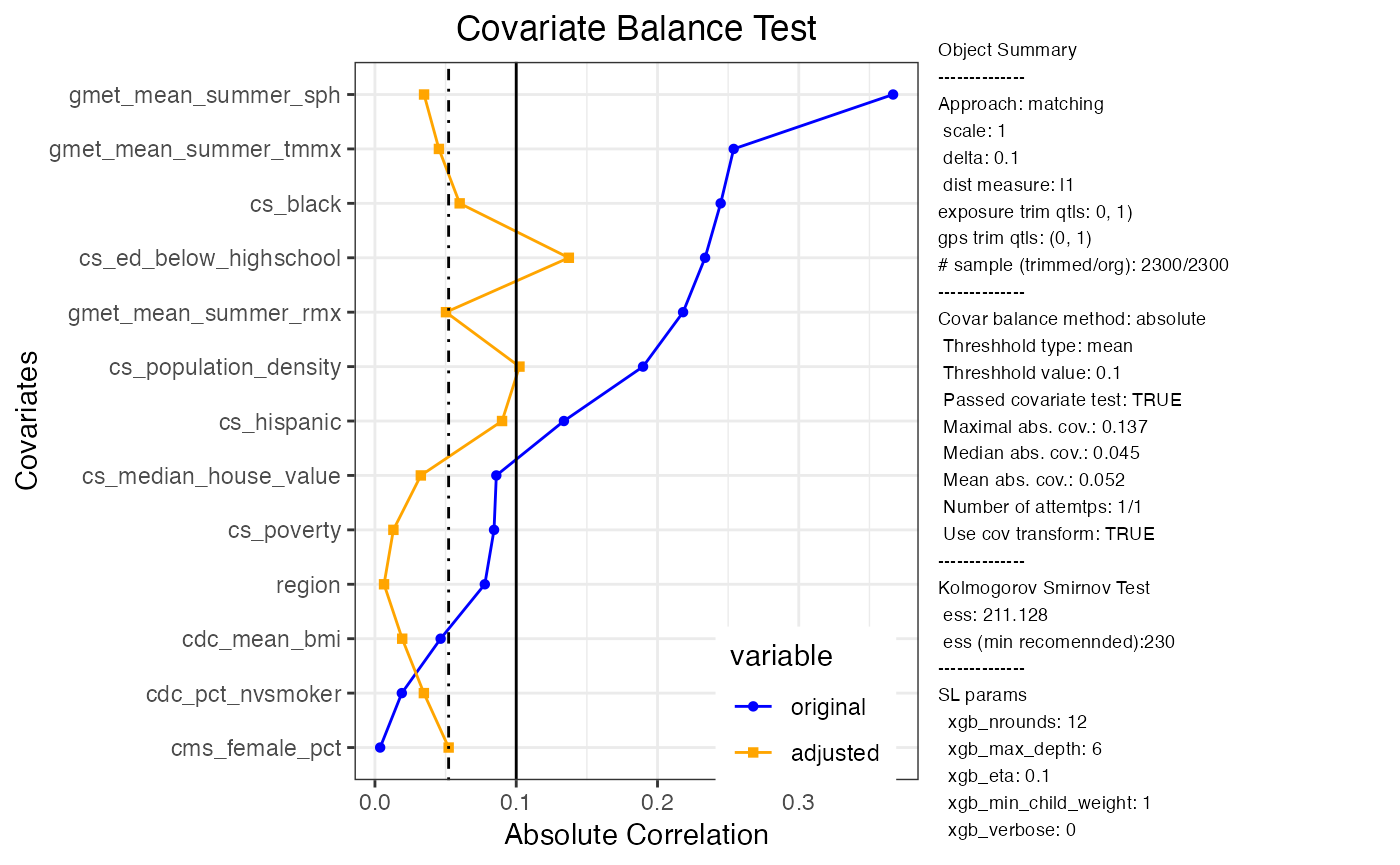 Covariate Balance Test
Covariates
gmet_mean_summer_sph
gmet_mean_summer_tmmx
cs_black
cs_ed_below_highschool
gmet_mean_summer_rmx
cs_population_density
cs_hispanic
cs_median_house_value
cs_poverty
region
cdc_mean_bmi
cdc_pct_nvsmoker
cms_female_pct
0.0 0.1 0.2 0.3
Absolute Correlation
variable
original
adjusted
Object Summary
--------------
Approach: matching
scale: 1
delta: 0.1
dist measure: l1
exposure trim qtls: 0, 1)
gps trim qtls: (0, 1)
# sample (trimmed/org): 2300/2300
--------------
Covar balance method: absolute
Threshhold type: mean
Threshhold value: 0.1
Passed covariate test: TRUE
Maximal abs. cov.: 0.137
Median abs. cov.: 0.045
Mean abs. cov.: 0.052
Number of attemtps: 1/1
Use cov transform: TRUE
--------------
Kolmogorov Smirnov Test
ess: 211.128
ess (min recomennded):230
--------------
SL params
xgb_nrounds: 12
xgb_max_depth: 6
xgb_eta: 0.1
xgb_min_child_weight: 1
xgb_verbose: 0